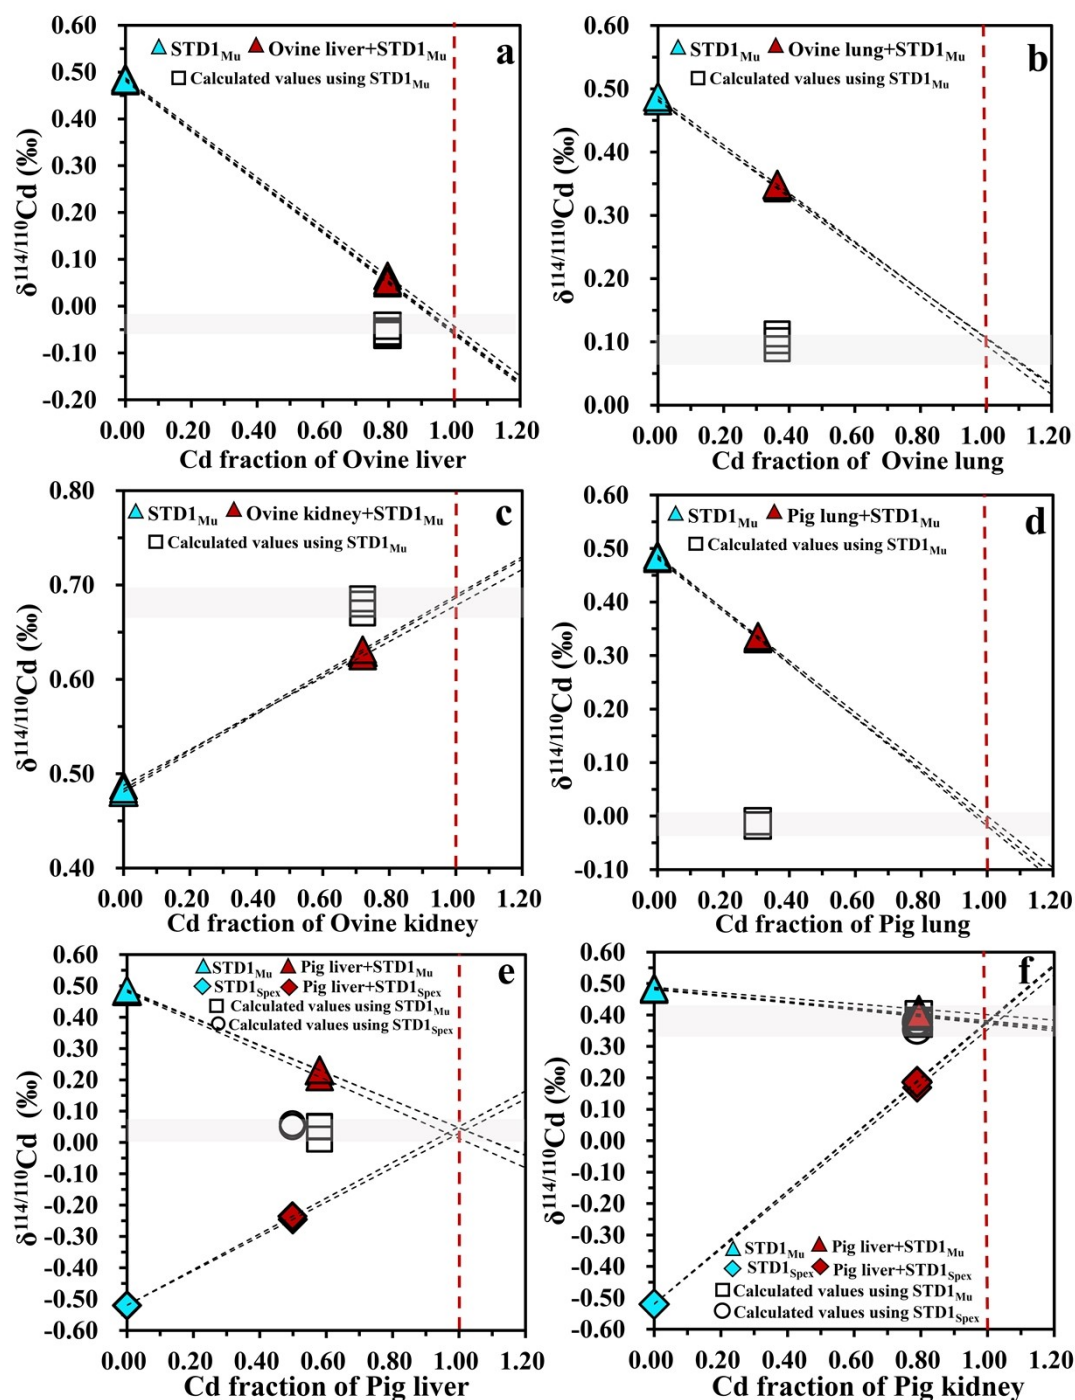 a
STD1Mu Ovine liver+STD1Mu
Calculated values using STD1Mu
δ114/110Cd (‰)
0.60
0.50
0.40
0.30
0.20
0.10
0.00
-0.10
-0.20
0.00 0.20 0.40 0.60 0.80 1.00 1.20
Cd fraction of Ovine liver
b
STD1Mu Ovine lung+STD1Mu
Calculated values using STD1Mu
δ114/1110Cd (‰)
0.60
0.50
0.40
0.30
0.20
0.10
0.00
0.00 0.20 0.40 0.60 0.80 1.00 1.20
Cd fraction of Ovine lung
c
STD1Mu Ovine kidney+STD1Mu
Calculated values using STD1Mu
δ114/110Cd (‰)
0.80
0.70
0.60
0.50
0.40
0.00 0.20 0.40 0.60 0.80 1.00 1.20
Cd fraction of Ovine kidney
d
STD1Mu Pig lung+STD1Mu
Calculated values using STD1Mu
δ114/110Cd (‰)
0.60
0.50
0.40
0.30
0.20
0.10
0.00
-0.10
0.00 0.20 0.40 0.60 0.80 1.00 1.20
Cd fraction of Pig lung
e
STD1Mu Pig liver+STD1Mu
STD1Spex Pig liver+STD1Spex
Calculated values using STD1Mu
Calculated values using STD1Spex
δ114/110Cd (‰)
0.60
0.50
0.40
0.30
0.20
0.10
0.00
-0.10
-0.20
-0.30
-0.40
-0.50
-0.60
0.00 0.20 0.40 0.60 0.80 1.00 1.20
Cd fraction of Pig liver
f
δ114/110Cd (‰)
0.60
0.50
0.40
0.30
0.20
0.10
0.00
-0.10
-0.20
-0.30
-0.40
-0.50
-0.60
STD1Mu Pig liver+STD1Mu
STD1Spex Pig liver+STD1Spex
Calculated values using STD1Mu
Calculated values using STD1Spex
0.00 0.20 0.40 0.60 0.80 1.00 1.20
Cd fraction of Pig kidney